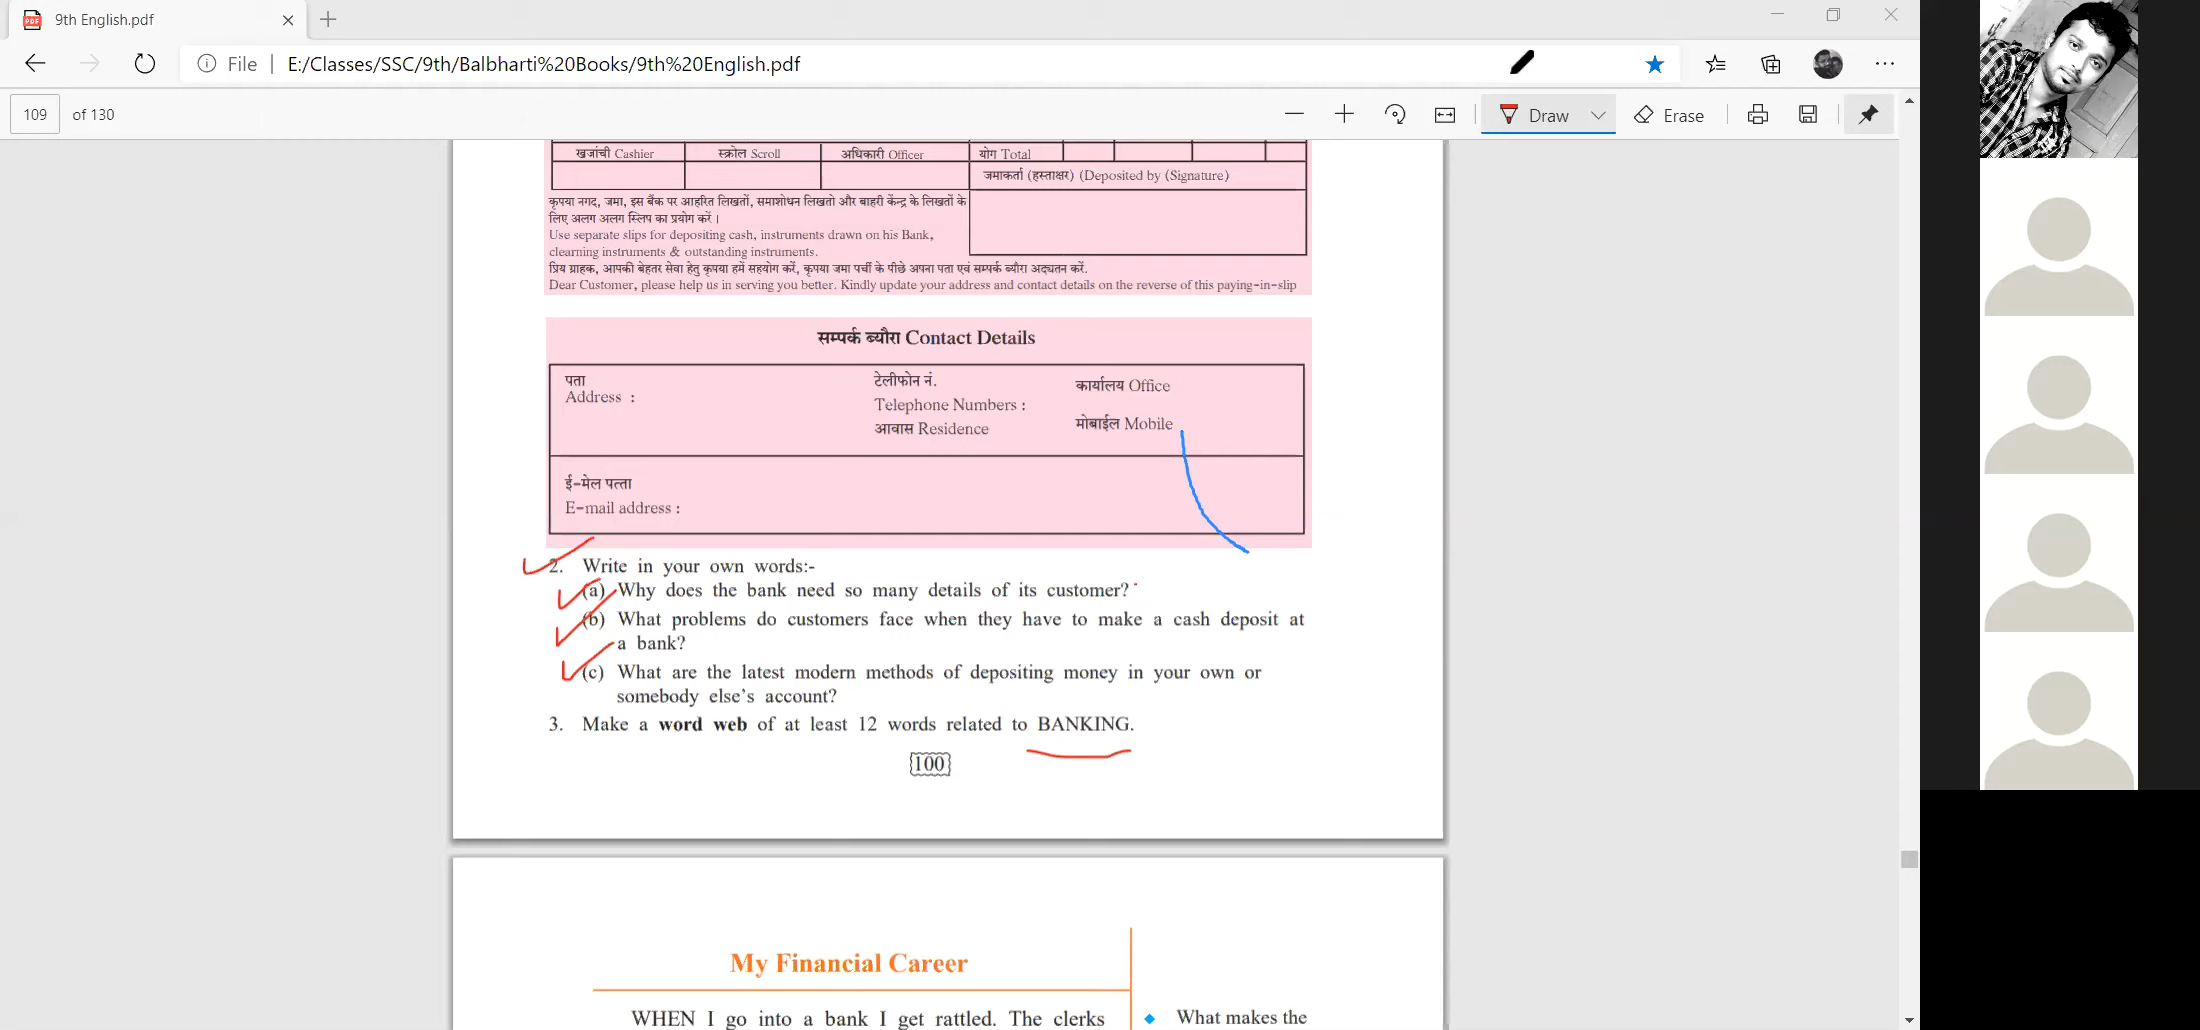 9th English.pdf
File | E:/Classes/SSC/9th/Balbharti%20Books/9th%20English.pdf
109 of 130
Draw
Erase
खजांची Cashier स्क्रोल Scroll अधिकारी Officer योग Total
जमाकर्ता (हस्ताक्षर) (Deposited by (Signature)
कृपया नगद, जमा, इस बैंक पर आहरित लिखतों, समाशोधन लिखतो और बाहरी केंन्द्र के लिखतों के
लिए अलग अलग स्लिप का प्रयोग करें ।
Use separate slips for depositing cash, instruments drawn on his Bank,
clearning instruments & outstanding instruments.
प्रिय ग्राहक, आपकी बेहतर सेवा हेतु कृपया हमें सहयोग करें, कृपया जमा पर्ची के पीछे अपना पता एवं सम्पर्क ब्यौरा अद्यतन करें.
Dear Customer, please help us in serving you better. Kindly update your address and contact details on the reverse of this paying-in-slip
सम्पर्क ब्यौरा Contact Details
पता
Address :
टेलीफोन नं.
Telephone Numbers :
आवास Residence
कार्यालय Office
मोबाईल Mobile
ई-मेल पत्ता
E-mail address :
2. Write in your own words:-
(a) Why does the bank need so many details of its customer?
(b) What problems do customers face when they have to make a cash deposit at
a bank?
(c) What are the latest modern methods of depositing money in your own or
somebody else's account?
3. Make a word web of at least 12 words related to BANKING.
100
My Financial Career
WHEN I go into a bank I get rattled. The clerks
What makes the